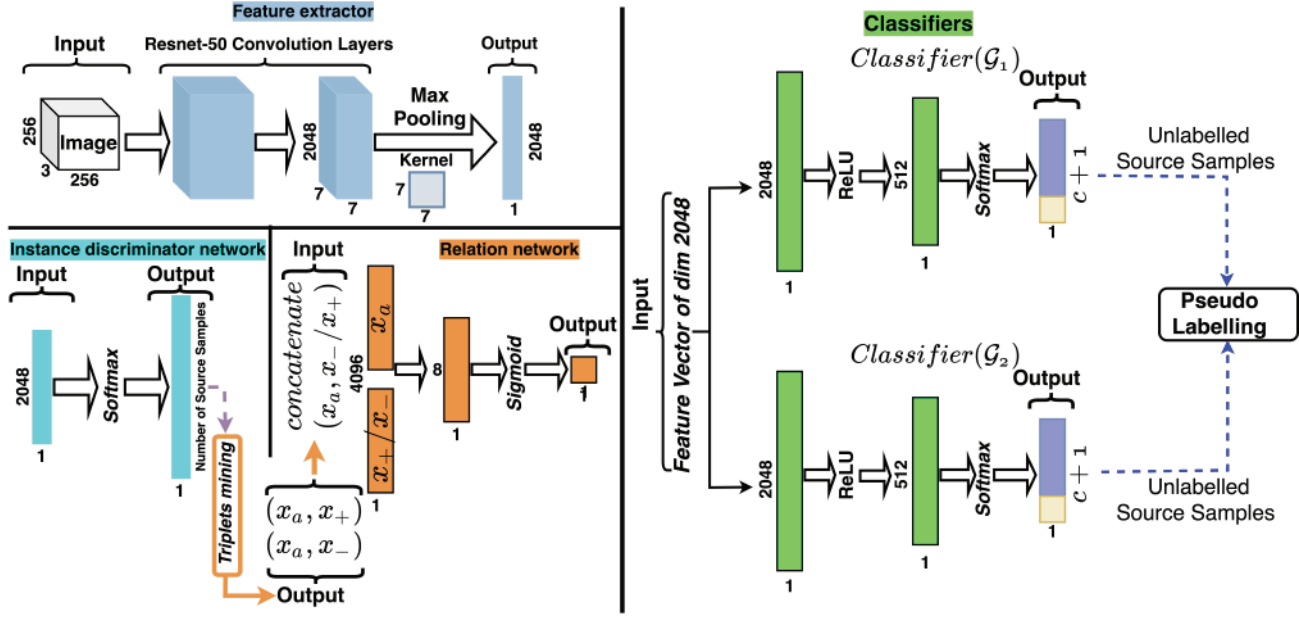 Feature extractor
Input
Resnet-50 Convolution Layers
Output
256
Image
3
256
2048
7
7
Max
Pooling
Kernel
7
7
2048
1
Instance discriminator network
Input
Output
2048
1
Softmax
Number of Source Samples
1
Triplets mining
Relation network
Input
concatenate
(x_a, x_-/x_+)
4096
x_a
x_+/x_-
1
8
1
Sigmoid
Output
1
(x_a, x_+)
(x_a, x_-)
Output
Classifiers
Input
Feature Vector of dim 2048
Classifier(𝒢₁)
Output
2048
1
ReLU
512
1
Softmax
c + 1
1
Unlabelled
Source Samples
Pseudo
Labelling
Classifier(𝒢₂)
Output
2048
1
ReLU
512
1
Softmax
c + 1
1
Unlabelled
Source Samples